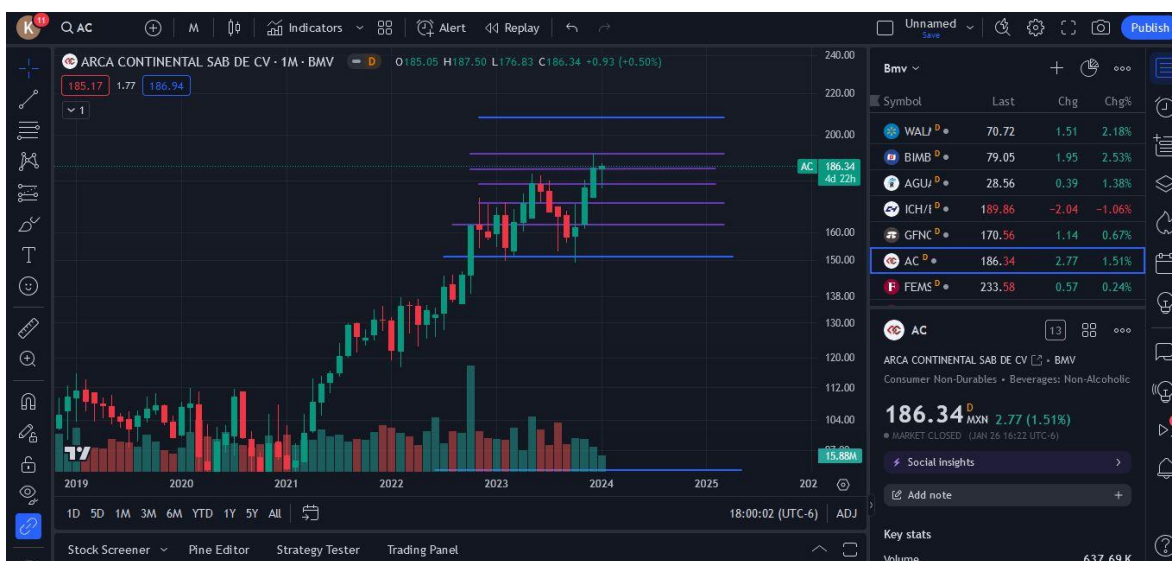 K 11 AC M Indicators Alert Replay Unnamed Save Publish
ARCA CONTINENTAL SAB DE CV · 1M · BMV D O185.05 H187.50 L176.83 C186.34 +0.93 (+0.50%)
185.17 1.77 186.94
1
240.00
220.00
200.00
AC 186.34
4d 22h
160.00
150.00
138.00
130.00
120.00
112.00
104.00
15.88M
2019 2020 2021 2022 2023 2024 2025 202
1D 5D 1M 3M 6M YTD 1Y 5Y All 18:00:02 (UTC-6) ADJ
Stock Screener Pine Editor Strategy Tester Trading Panel
Bmv
Symbol Last Chg Chg%
WAL D 70.72 1.51 2.18%
BIMB D 79.05 1.95 2.53%
AGUA D 28.56 0.39 1.38%
ICH/E D 189.86 −2.04 −1.06%
GFNC D 170.56 1.14 0.67%
AC D 186.34 2.77 1.51%
FEMS D 233.58 0.57 0.24%
AC 13
ARCA CONTINENTAL SAB DE CV · BMV
Consumer Non-Durables • Beverages: Non-Alcoholic
186.34 D MXN 2.77 (1.51%)
MARKET CLOSED (JAN 26 16:22 UTC-6)
Social insights
Add note
Key stats
Volume 637.69 K